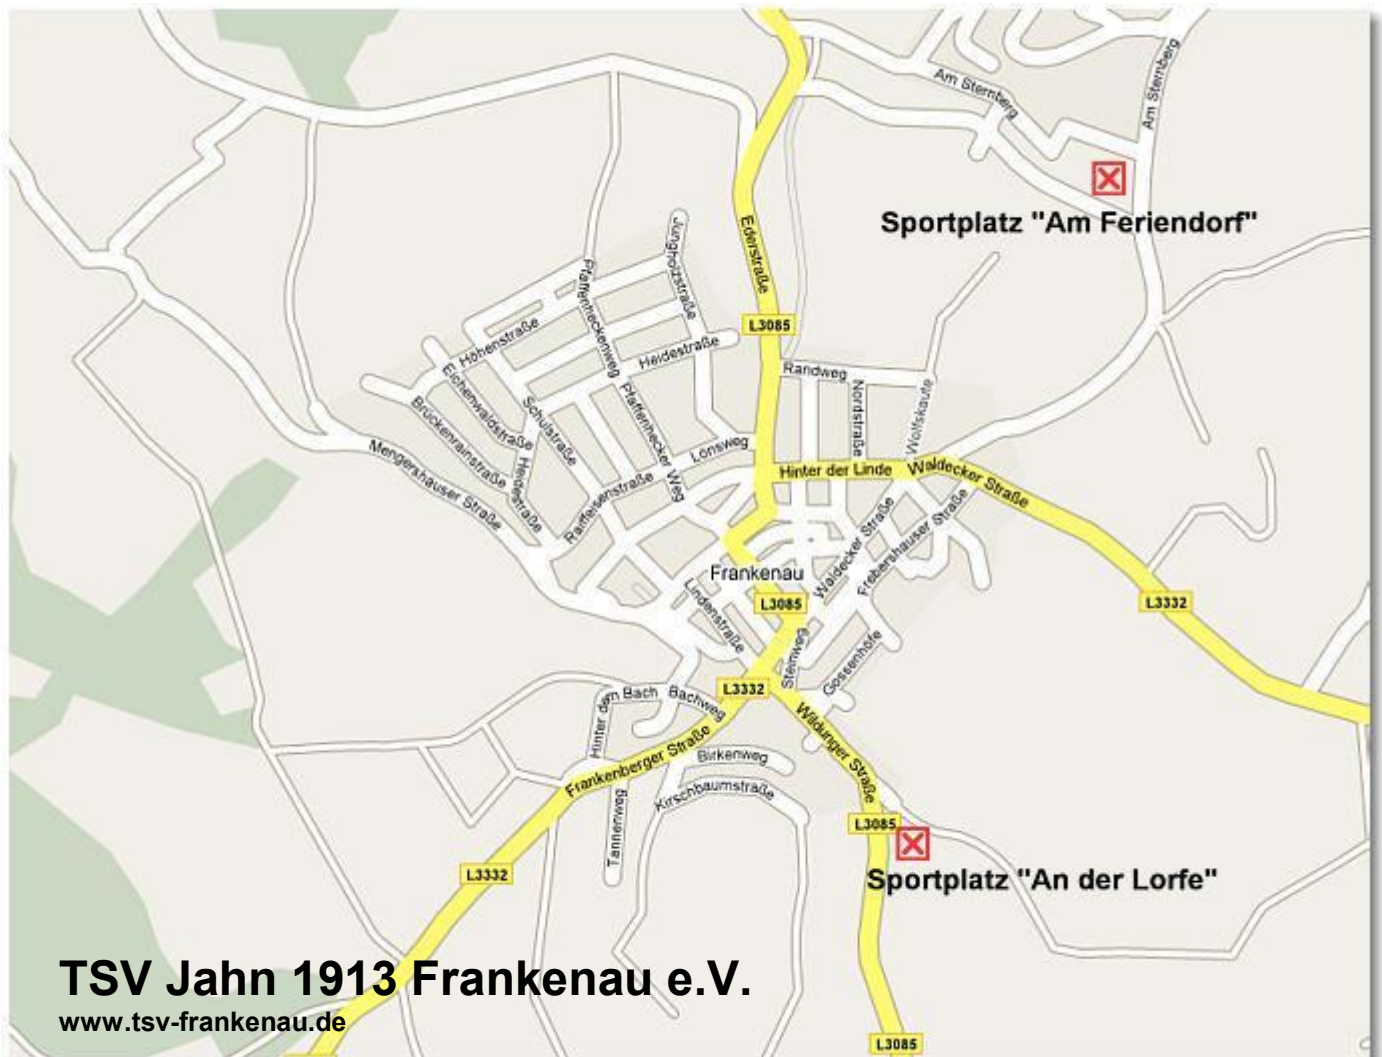 Am Sternberg
Am Sternberg
Sportplatz "Am Feriendorf"
Ederstraße
Jungholzstraße
Pfaffenheckenweg
L3085
Höhenstraße
Heidestraße
Randweg
Eichenwaldstraße
Brückenrainstraße
Schulstraße
Pfaffenhecker Weg
Nordstraße
Wolfskaute
Lönsweg
Mengershauser Straße
Heidestraße
Raiffeisenstraße
Hinter der Linde
Waldecker Straße
Waldecker Straße
Frebershauser Straße
Frankenau
L3085
L3332
Lindenstraße
Steinweg
Gossenhöfe
L3332
Hinter dem Bach
Bachweg
Wildunger Straße
Frankenberger Straße
Birkenweg
Kirschbaumstraße
Tannenweg
L3085
L3332
Sportplatz "An der Lorfe"
TSV Jahn 1913 Frankenau e.V.
www.tsv-frankenau.de
L3085